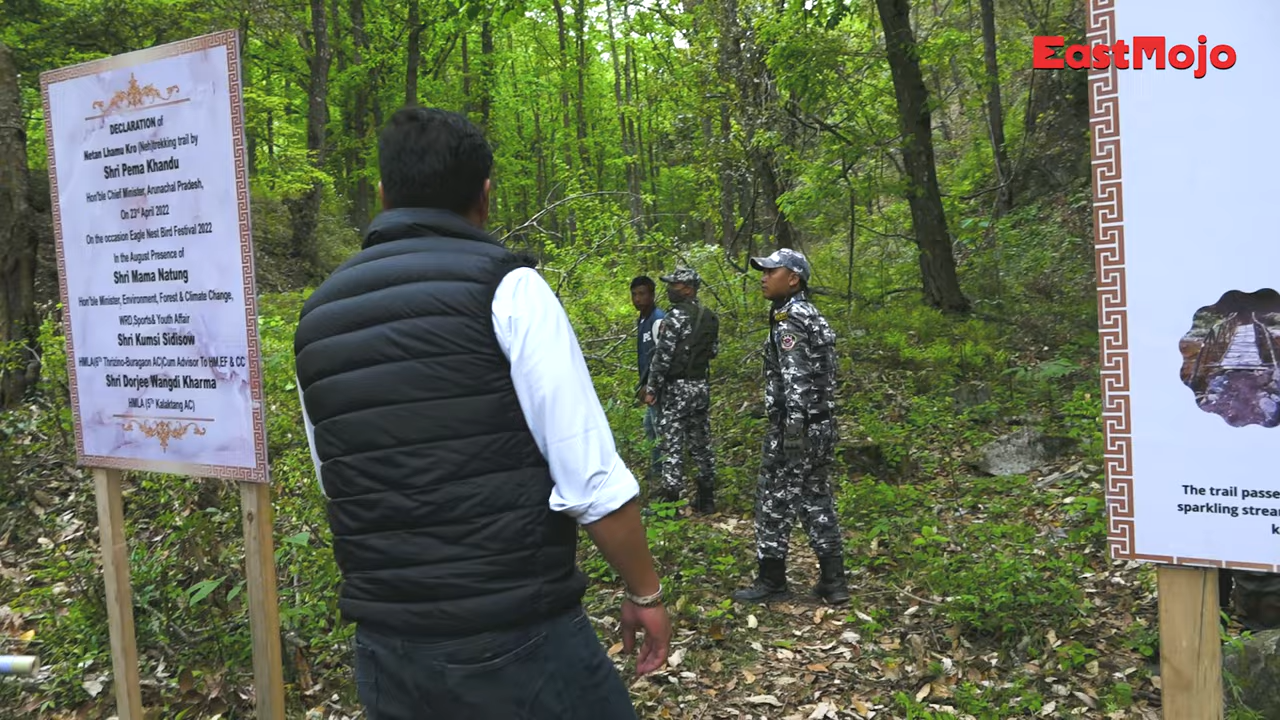 EastMojo
DECLARATION of
Netan Lhamu Kro (Neh)trekking trail by
Shri Pema Khandu
Hon'ble Chief Minister, Arunachal Pradesh,
On 23rd April 2022
On the occasion Eagle Nest Bird Festival 2022
In the August Presence of
Shri Mama Natung
Hon'ble Minister, Environment, Forest & Climate Change,
WRD,Sports& Youth Affair
Shri Kumsi Sidisow
HMLA(6th Thrizino-Buragaon AC)Cum Advisor To HM,EF & CC
Shri Dorjee Wangdi Kharma
HMLA (5th Kalaktang AC)
The trail passe
sparkling strea
k